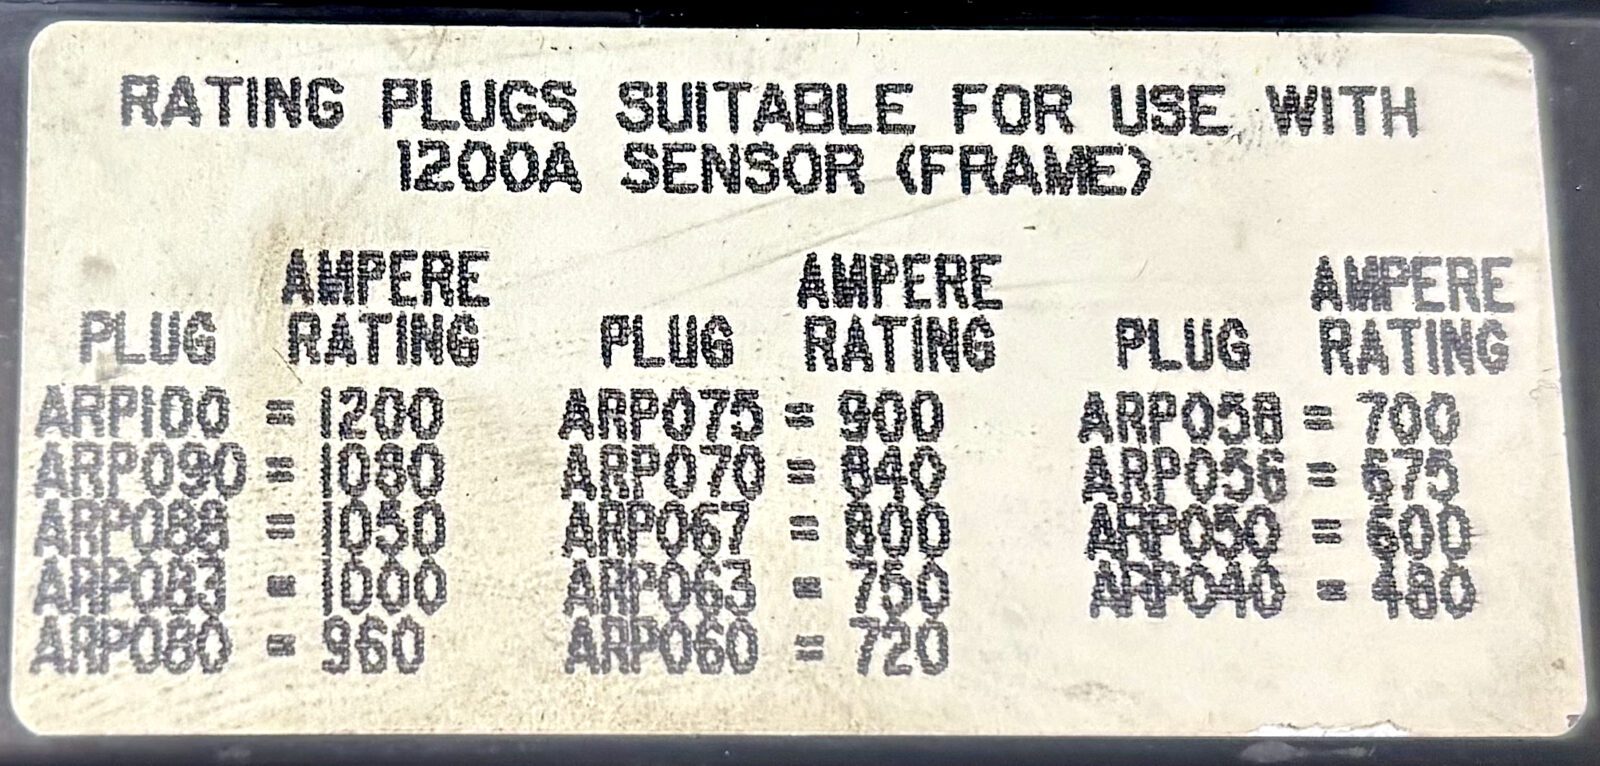 RATING PLUGS SUITABLE FOR USE WITH
1200A SENSOR (FRAME)
PLUG AMPERE RATING PLUG AMPERE RATING PLUG AMPERE RATING
ARP100 = 1200 ARP075 = 900 ARP058 = 700
ARP090 = 1080 ARP070 = 840 ARP056 = 675
ARP088 = 1050 ARP067 = 800 ARP050 = 600
ARP083 = 1000 ARP063 = 750 ARP040 = 480
ARP080 = 960 ARP060 = 720